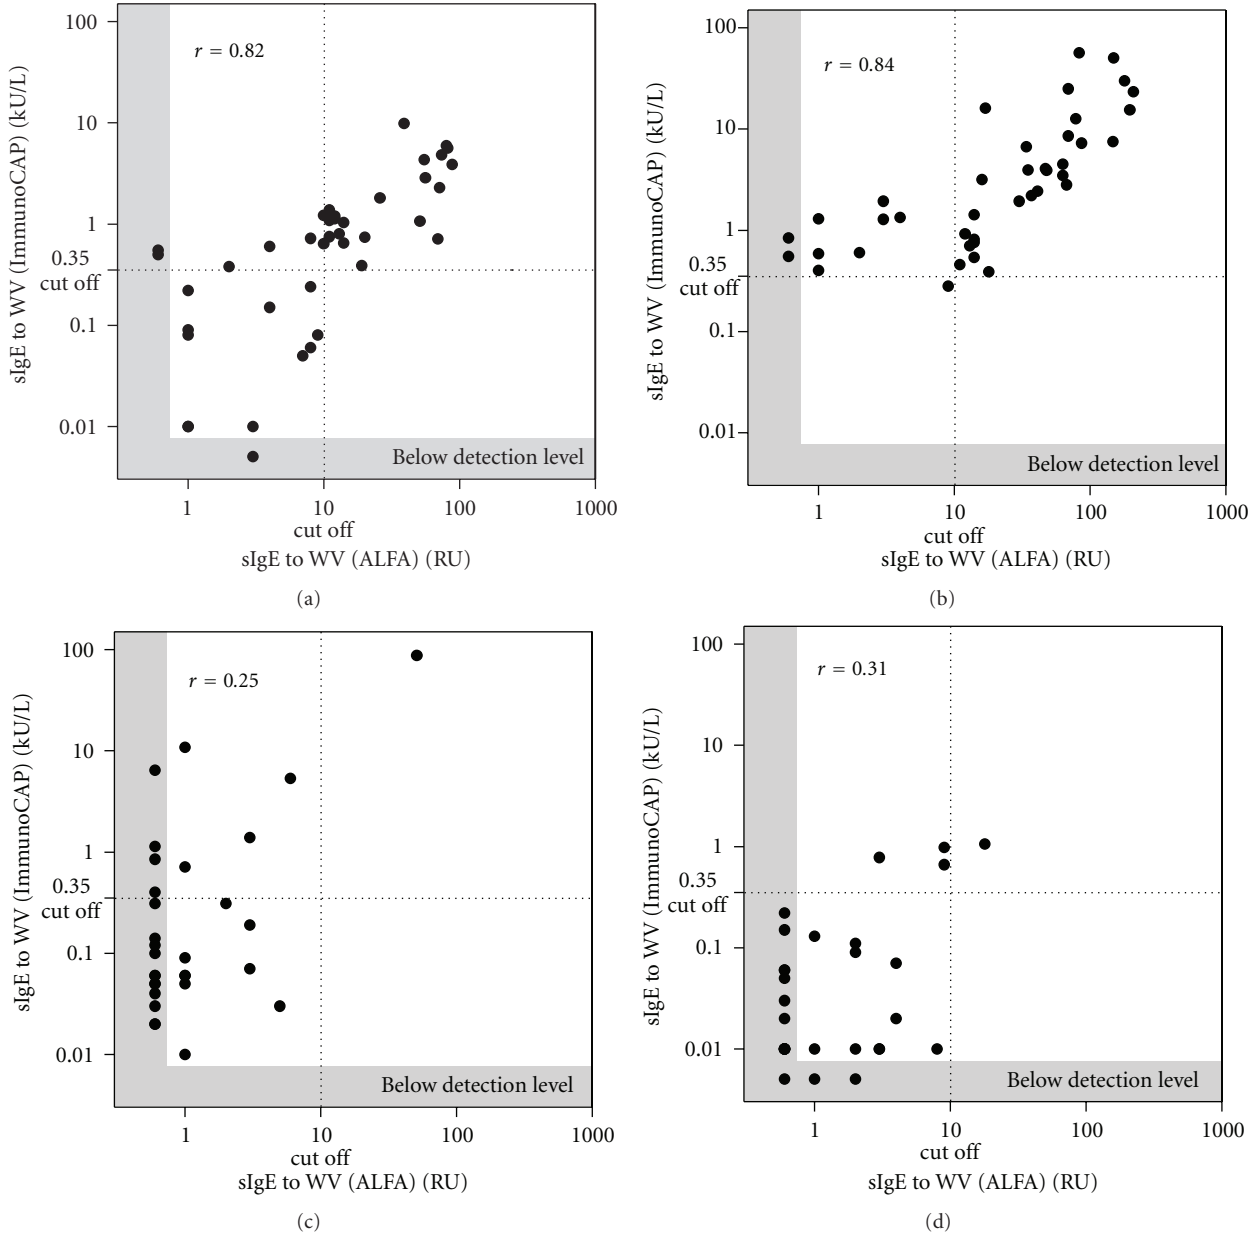 100
10
1
0.35
cut off
0.1
0.01
sIgE to WV (ImmunoCAP) (kU/L)
r = 0.82
Below detection level
1 10 100 1000
cut off
sIgE to WV (ALFA) (RU)
(a)
100
10
1
0.35
cut off
0.1
0.01
sIgE to WV (ImmunoCAP) (kU/L)
r = 0.84
Below detection level
1 10 100 1000
cut off
sIgE to WV (ALFA) (RU)
(b)
100
10
1
0.35
cut off
0.1
0.01
sIgE to WV (ImmunoCAP) (kU/L)
r = 0.25
Below detection level
1 10 100 1000
cut off
sIgE to WV (ALFA) (RU)
(c)
100
10
1
0.35
cut off
0.1
0.01
sIgE to WV (ImmunoCAP) (kU/L)
r = 0.31
Below detection level
1 10 100 1000
cut off
sIgE to WV (ALFA) (RU)
(d)